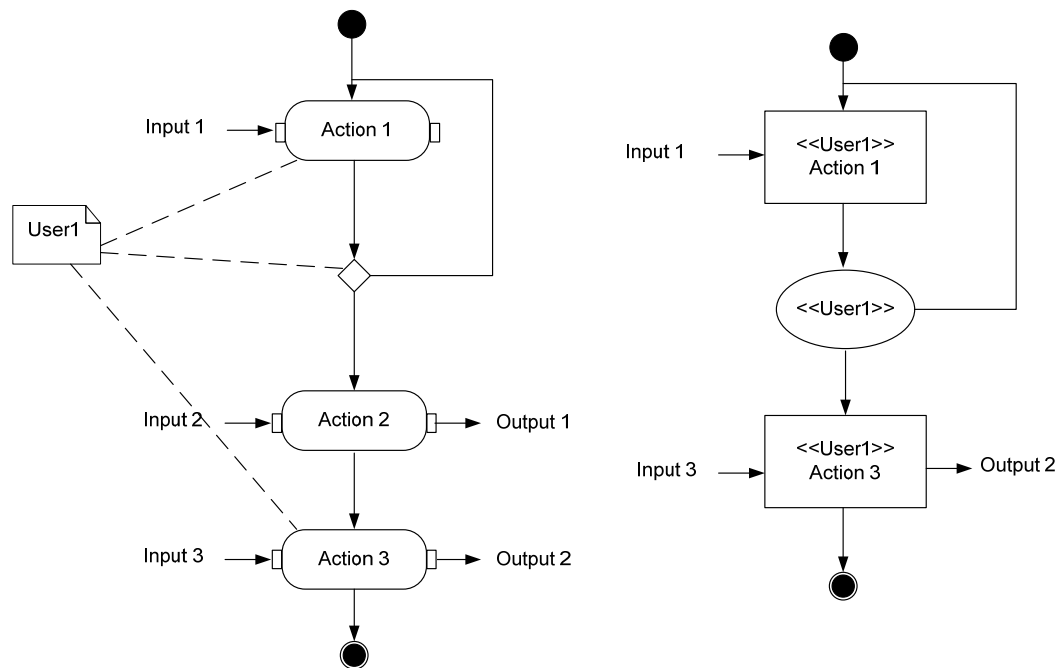 Input 1
Action 1
User1
Input 2
Action 2
Output 1
Input 3
Action 3
Output 2
Input 1
<<User1>>
Action 1
<<User1>>
Input 3
<<User1>>
Action 3
Output 2